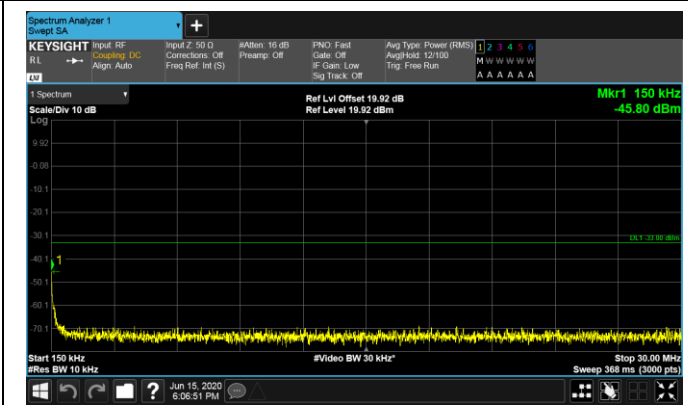 Spectrum Analyzer 1
Swept SA
+
KEYSIGHT
RL
LXI
Input: RF
Coupling: DC
Align: Auto
Input Z: 50 Ω
Corrections: Off
Freq Ref: Int (S)
#Atten: 16 dB
Preamp: Off
PNO: Fast
Gate: Off
IF Gain: Low
Sig Track: Off
Avg Type: Power (RMS)
Avg|Hold: 12/100
Trig: Free Run
1 2 3 4 5 6
M W W W W W
A A A A A A
1 Spectrum
Scale/Div 10 dB
Log
Ref Lvl Offset 19.92 dB
Ref Level 19.92 dBm
Mkr1 150 kHz
-45.80 dBm
9.92
-0.08
-10.1
-20.1
-30.1
DL1 -33.00 dBm
-40.1
1
-50.1
-60.1
-70.1
Start 150 kHz
#Res BW 10 kHz
#Video BW 30 kHz*
Stop 30.00 MHz
Sweep 368 ms (3000 pts)
?
Jun 15, 2020
6:06:51 PM